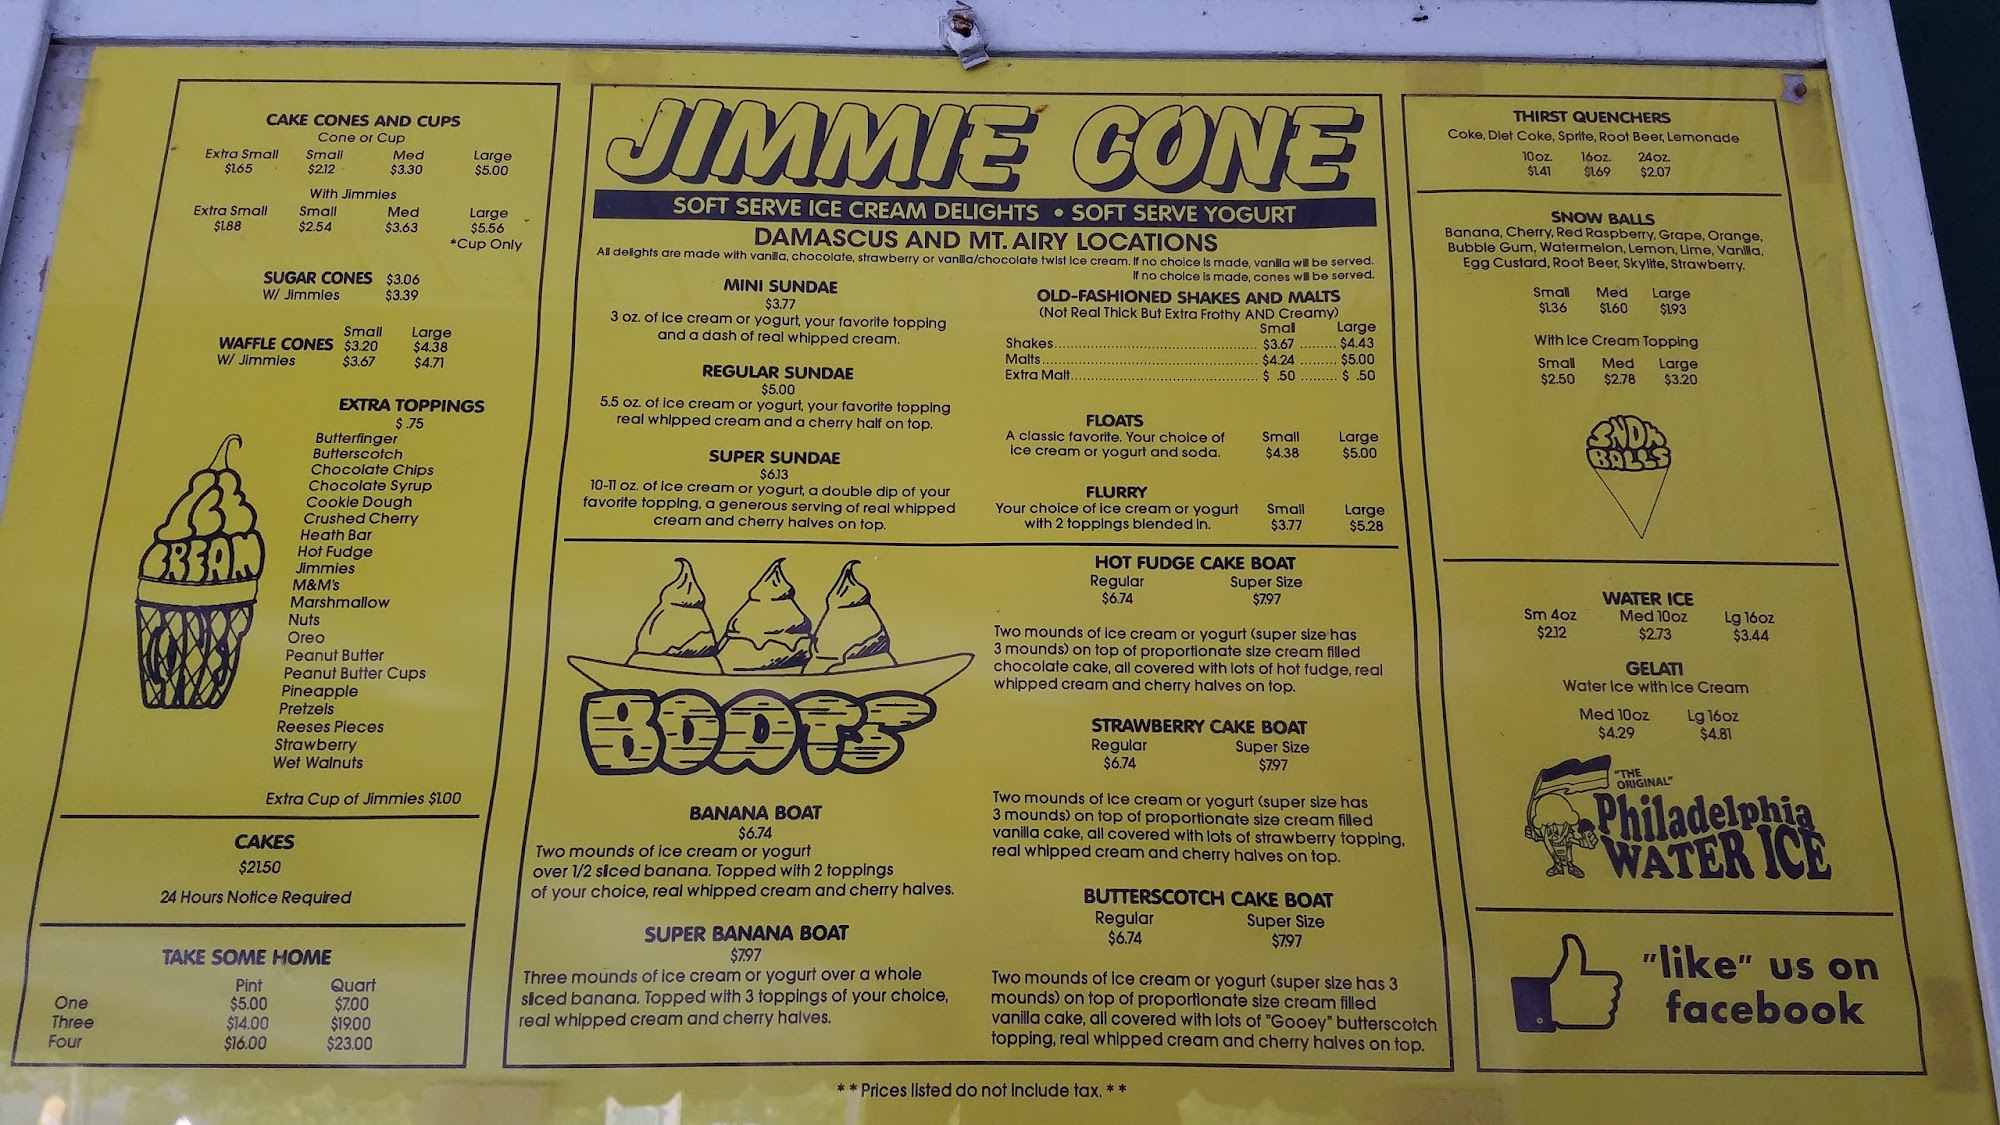 CAKE CONES AND CUPS
Cone or Cup
Extra Small Small Med Large
$1.65 $2.12 $3.30 $5.00
With Jimmies
Extra Small Small Med Large
$1.88 $2.54 $3.63 $5.56
*Cup Only
SUGAR CONES $3.06
W/ Jimmies $3.39
Small Large
WAFFLE CONES $3.20 $4.38
W/ Jimmies $3.67 $4.71
EXTRA TOPPINGS
$ .75
Butterfinger
Butterscotch
Chocolate Chips
Chocolate Syrup
Cookie Dough
Crushed Cherry
Heath Bar
Hot Fudge
Jimmies
M&M's
Marshmallow
Nuts
Oreo
Peanut Butter
Peanut Butter Cups
Pineapple
Pretzels
Reeses Pieces
Strawberry
Wet Walnuts
Extra Cup of Jimmies $1.00
ICE
CREAM
CAKES
$21.50
24 Hours Notice Required
TAKE SOME HOME
Pint Quart
One $5.00 $7.00
Three $14.00 $19.00
Four $16.00 $23.00
JIMMIE CONE
SOFT SERVE ICE CREAM DELIGHTS • SOFT SERVE YOGURT
DAMASCUS AND MT. AIRY LOCATIONS
All delights are made with vanilla, chocolate, strawberry or vanilla/chocolate twist ice cream. If no choice is made, vanilla will be served.
If no choice is made, cones will be served.
MINI SUNDAE
$3.77
3 oz. of ice cream or yogurt, your favorite topping
and a dash of real whipped cream.
REGULAR SUNDAE
$5.00
5.5 oz. of ice cream or yogurt, your favorite topping
real whipped cream and a cherry half on top.
SUPER SUNDAE
$6.13
10-11 oz. of ice cream or yogurt, a double dip of your
favorite topping, a generous serving of real whipped
cream and cherry halves on top.
OLD-FASHIONED SHAKES AND MALTS
(Not Real Thick But Extra Frothy AND Creamy)
Small Large
Shakes........................................ $3.67 ......... $4.43
Malts........................................... $4.24 ......... $5.00
Extra Malt..................................... $ .50 ......... $ .50
FLOATS
A classic favorite. Your choice of Small Large
ice cream or yogurt and soda. $4.38 $5.00
FLURRY
Your choice of ice cream or yogurt Small Large
with 2 toppings blended in. $3.77 $5.28
BOATS
BANANA BOAT
$6.74
Two mounds of ice cream or yogurt
over 1/2 sliced banana. Topped with 2 toppings
of your choice, real whipped cream and cherry halves.
SUPER BANANA BOAT
$7.97
Three mounds of ice cream or yogurt over a whole
sliced banana. Topped with 3 toppings of your choice,
real whipped cream and cherry halves.
HOT FUDGE CAKE BOAT
Regular Super Size
$6.74 $7.97
Two mounds of ice cream or yogurt (super size has
3 mounds) on top of proportionate size cream filled
chocolate cake, all covered with lots of hot fudge, real
whipped cream and cherry halves on top.
STRAWBERRY CAKE BOAT
Regular Super Size
$6.74 $7.97
Two mounds of ice cream or yogurt (super size has
3 mounds) on top of proportionate size cream filled
vanilla cake, all covered with lots of strawberry topping,
real whipped cream and cherry halves on top.
BUTTERSCOTCH CAKE BOAT
Regular Super Size
$6.74 $7.97
Two mounds of ice cream or yogurt (super size has 3
mounds) on top of proportionate size cream filled
vanilla cake, all covered with lots of "Gooey" butterscotch
topping, real whipped cream and cherry halves on top.
THIRST QUENCHERS
Coke, Diet Coke, Sprite, Root Beer, Lemonade
10oz. 16oz. 24oz.
$1.41 $1.69 $2.07
SNOW BALLS
Banana, Cherry, Red Raspberry, Grape, Orange,
Bubble Gum, Watermelon, Lemon, Lime, Vanilla,
Egg Custard, Root Beer, Skylite, Strawberry.
Small Med Large
$1.36 $1.60 $1.93
With Ice Cream Topping
Small Med Large
$2.50 $2.78 $3.20
SNOW
BALLS
WATER ICE
Sm 4oz Med 10oz Lg 16oz
$2.12 $2.73 $3.44
GELATI
Water Ice with Ice Cream
Med 10oz Lg 16oz
$4.29 $4.81
"THE
ORIGINAL"
Philadelphia
WATER ICE
"like" us on
facebook
** Prices listed do not include tax. **